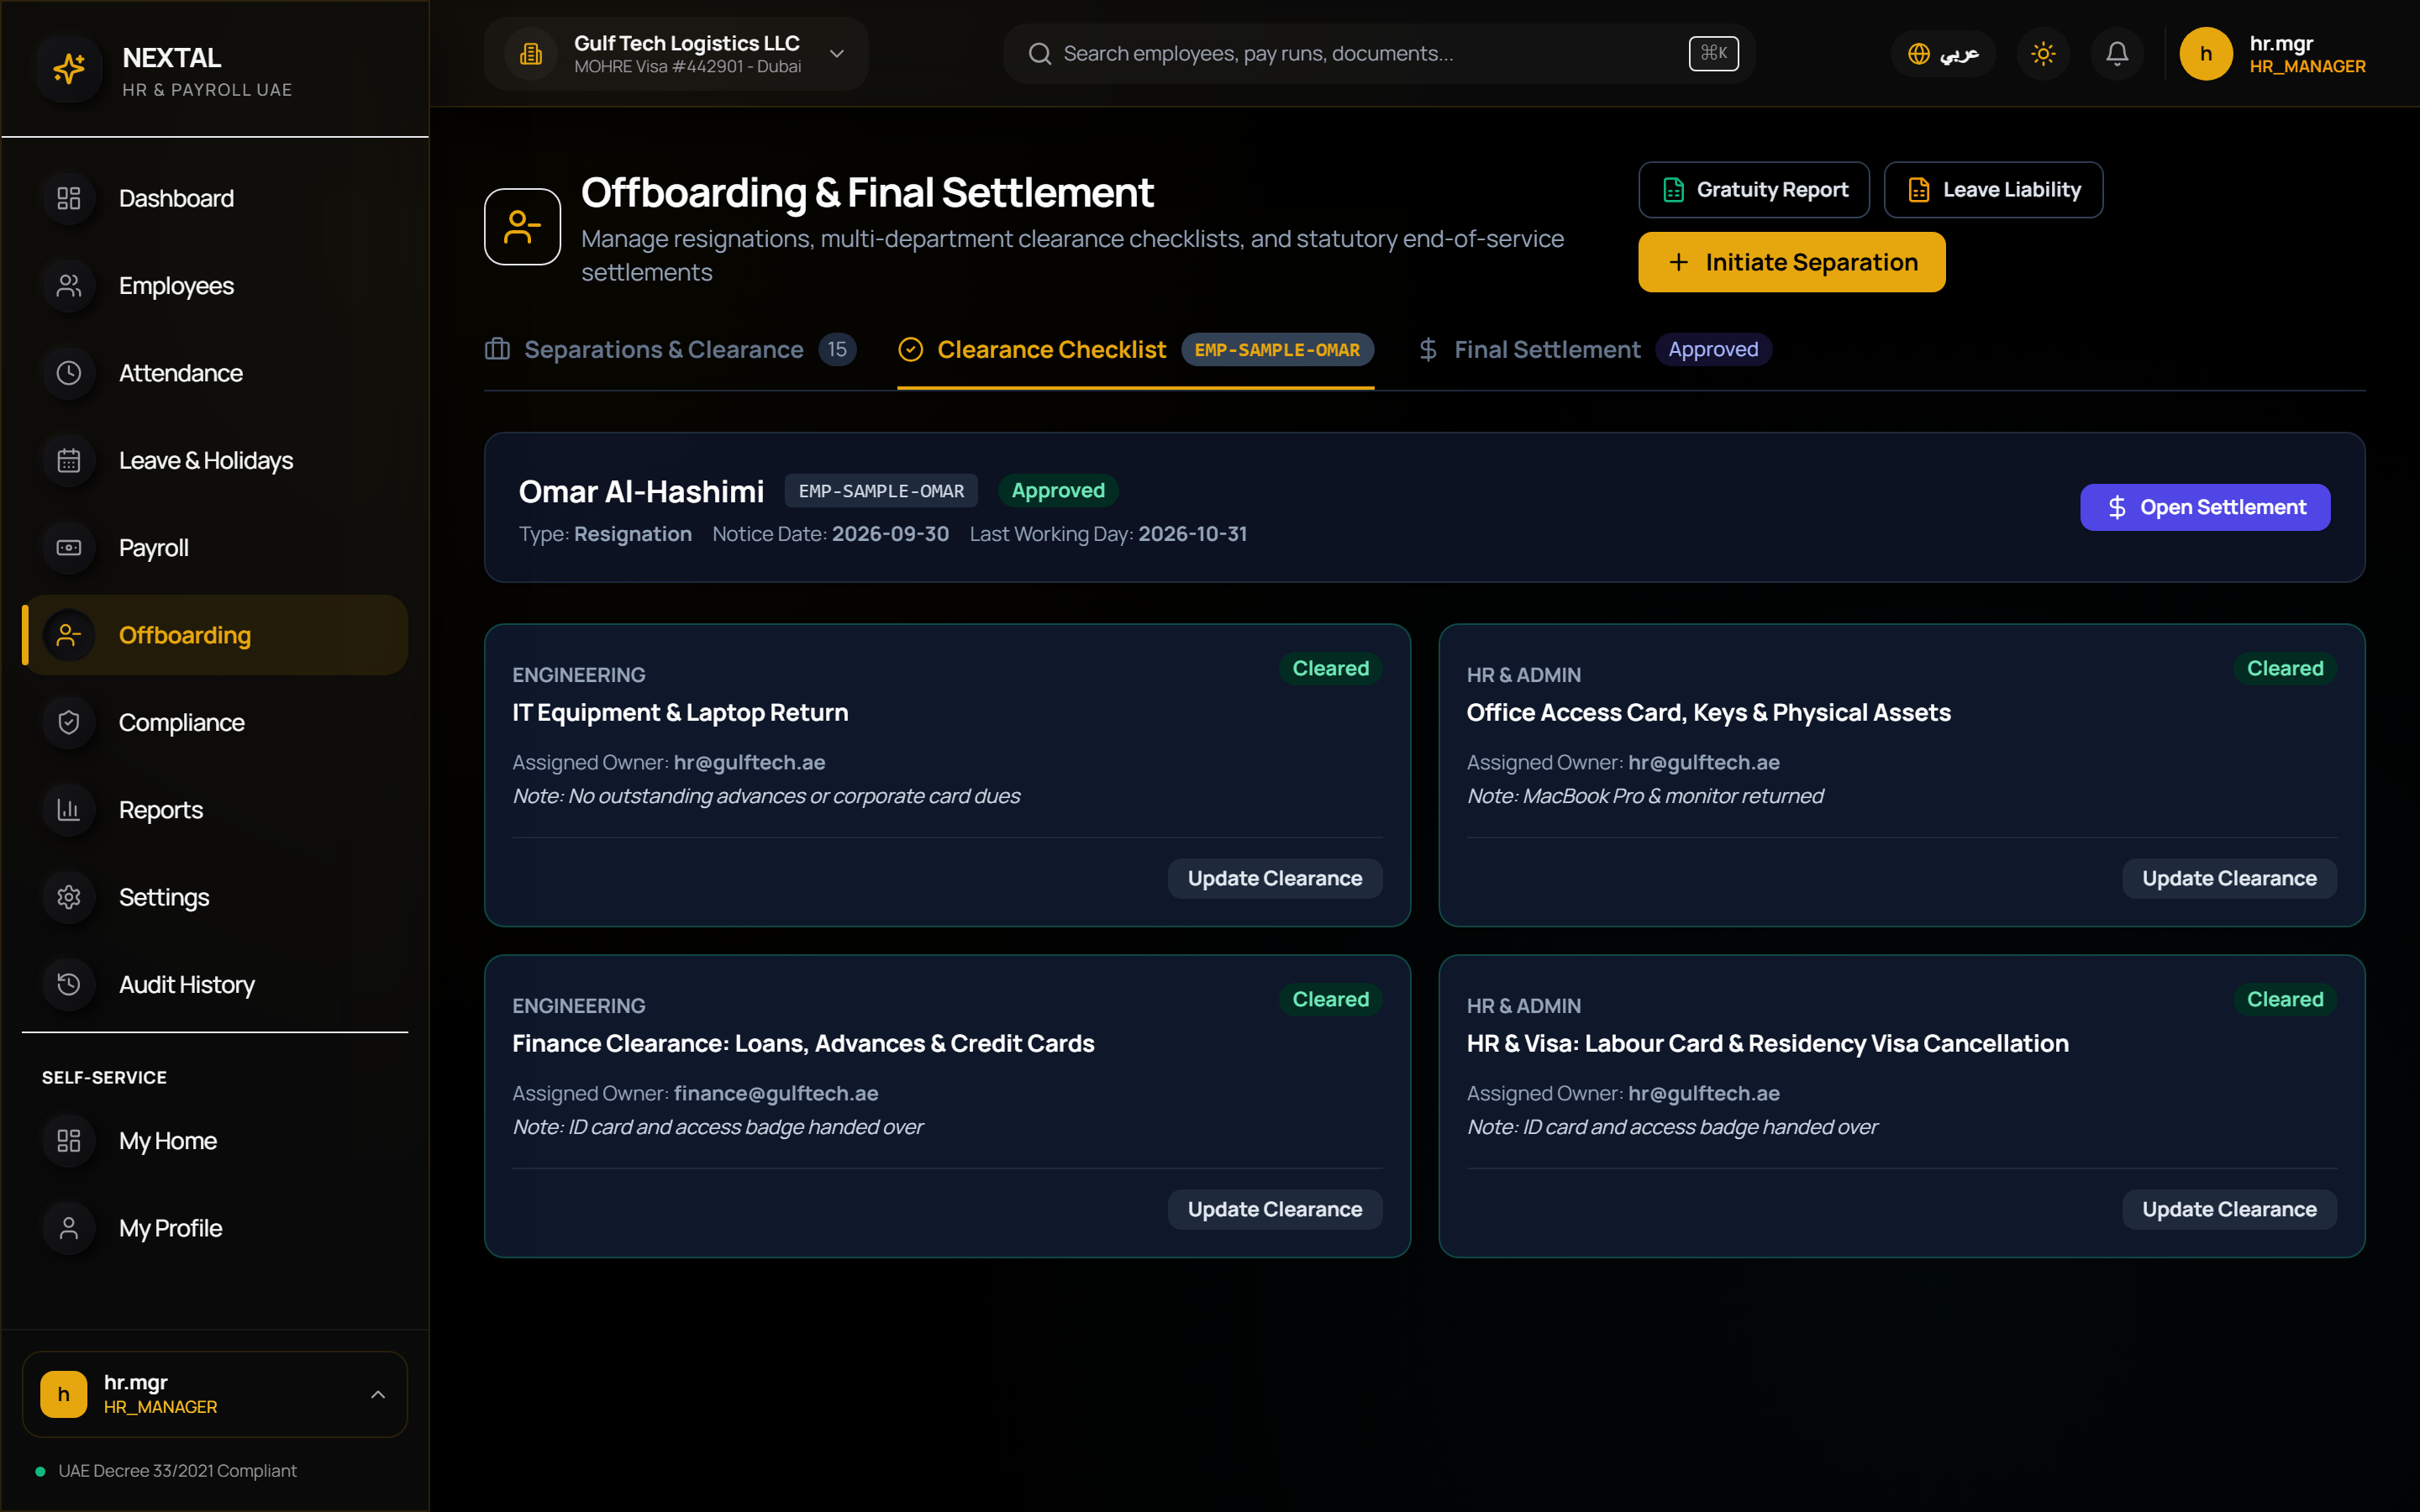 NEXTAL
HR & PAYROLL UAE
Dashboard
Employees
Attendance
Leave & Holidays
Payroll
Offboarding
Compliance
Reports
Settings
Audit History
SELF-SERVICE
My Home
My Profile
h
hr.mgr
HR_MANAGER
UAE Decree 33/2021 Compliant
Gulf Tech Logistics LLC
MOHRE Visa #442901 - Dubai
Search employees, pay runs, documents...
⌘K
عربي
h
hr.mgr
HR_MANAGER
Offboarding & Final Settlement
Manage resignations, multi-department clearance checklists, and statutory end-of-service
settlements
Gratuity Report
Leave Liability
Initiate Separation
Separations & Clearance 15
Clearance Checklist EMP-SAMPLE-OMAR
Final Settlement Approved
Omar Al-Hashimi EMP-SAMPLE-OMAR Approved
Type: Resignation Notice Date: 2026-09-30 Last Working Day: 2026-10-31
Open Settlement
ENGINEERING
Cleared
IT Equipment & Laptop Return
Assigned Owner: hr@gulftech.ae
Note: No outstanding advances or corporate card dues
Update Clearance
HR & ADMIN
Cleared
Office Access Card, Keys & Physical Assets
Assigned Owner: hr@gulftech.ae
Note: MacBook Pro & monitor returned
Update Clearance
ENGINEERING
Cleared
Finance Clearance: Loans, Advances & Credit Cards
Assigned Owner: finance@gulftech.ae
Note: ID card and access badge handed over
Update Clearance
HR & ADMIN
Cleared
HR & Visa: Labour Card & Residency Visa Cancellation
Assigned Owner: hr@gulftech.ae
Note: ID card and access badge handed over
Update Clearance